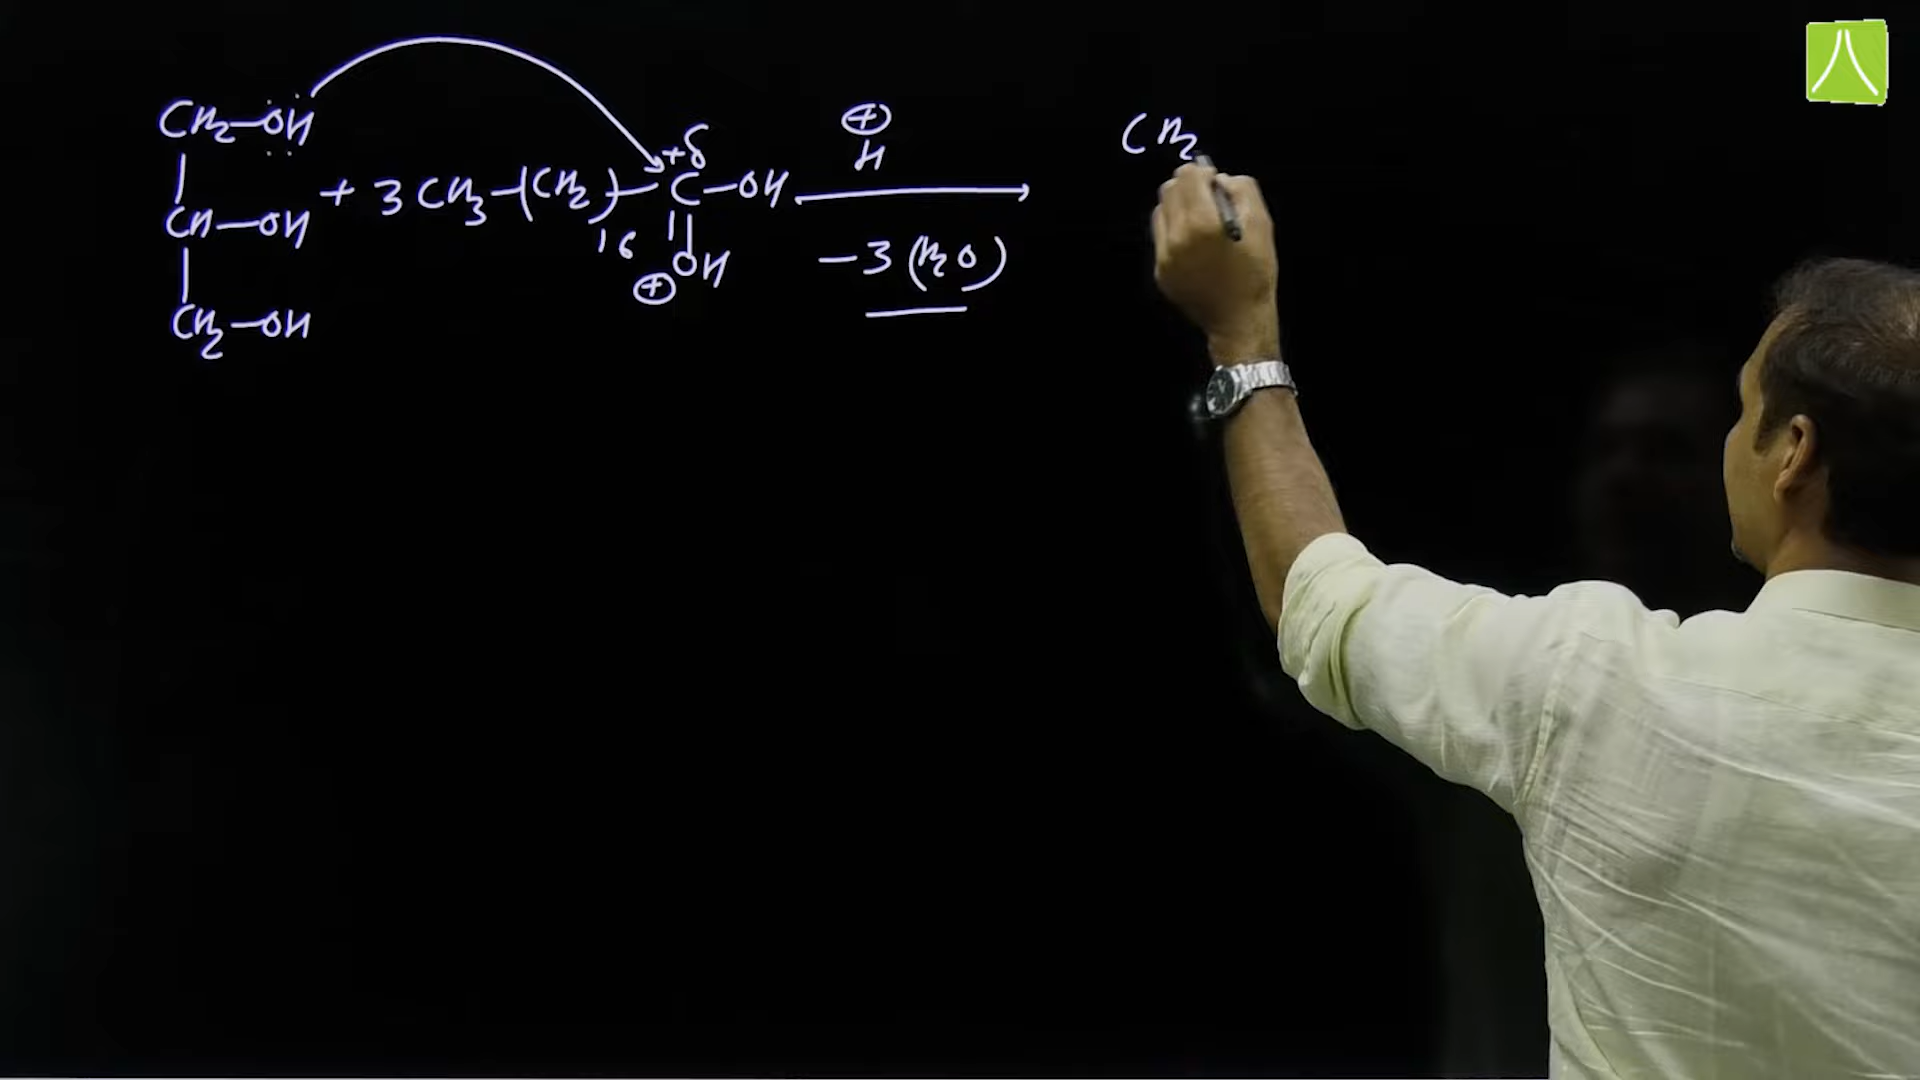 CH2-OH
CH-OH
CH2-OH
+ 3 CH3-(CH2)16-C-OH
+δ
OH
⊕
⊕
H
-3(H2O)
CH2